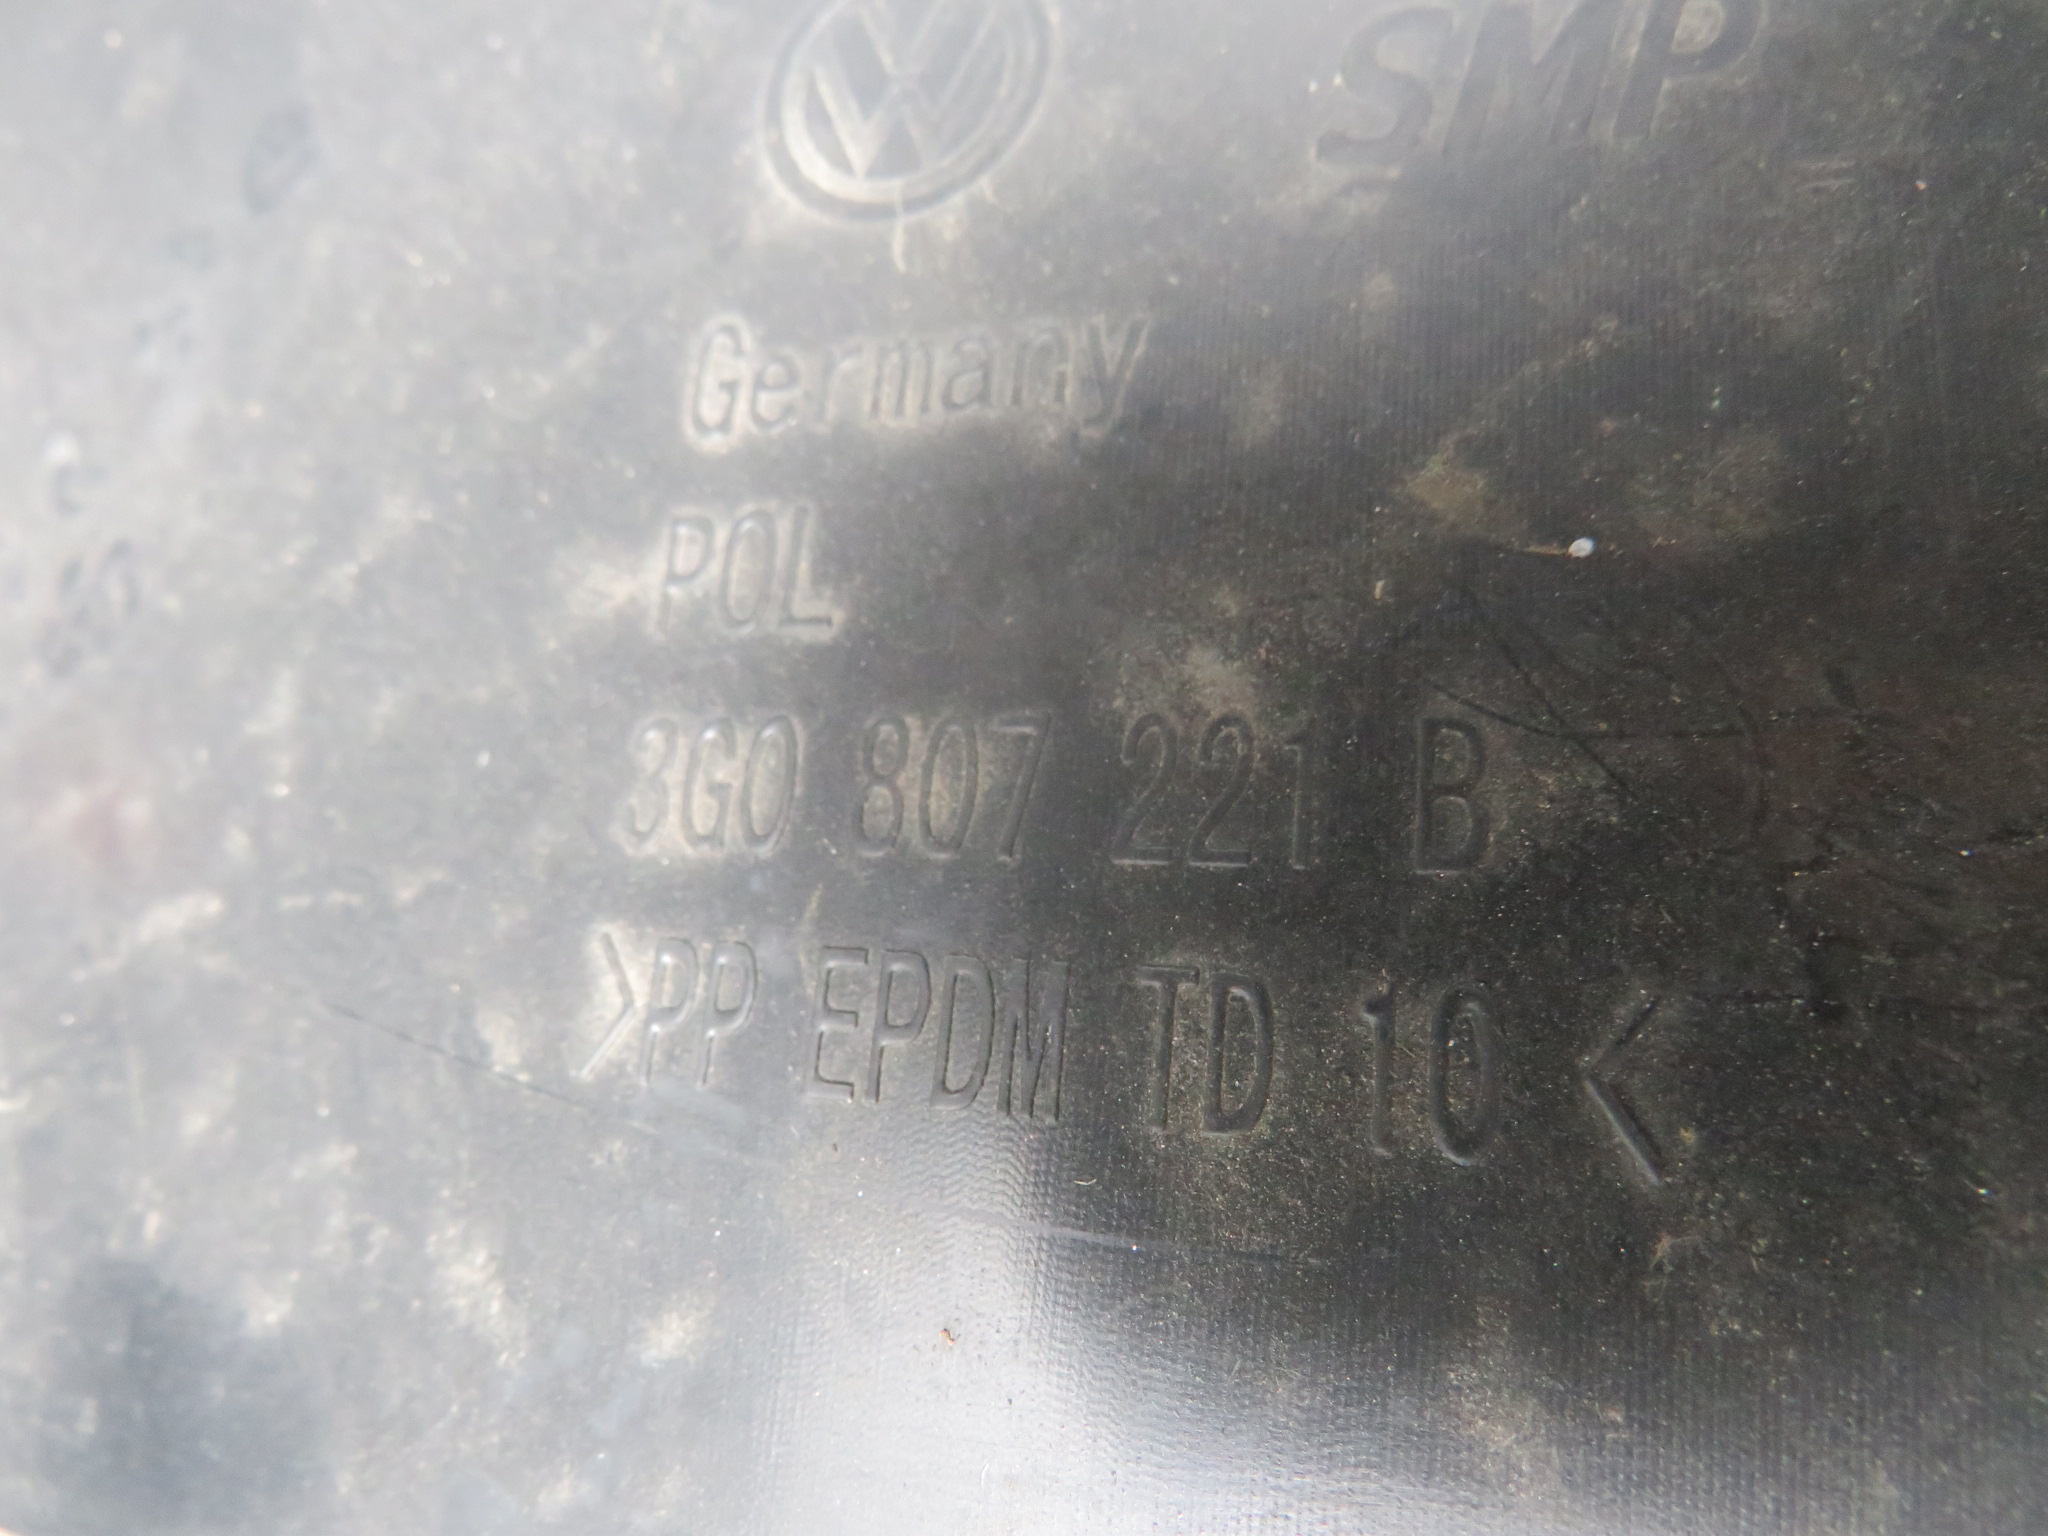 SMP
Germany
POL
3G0 807 221 B
>PP EPDM TD 10<